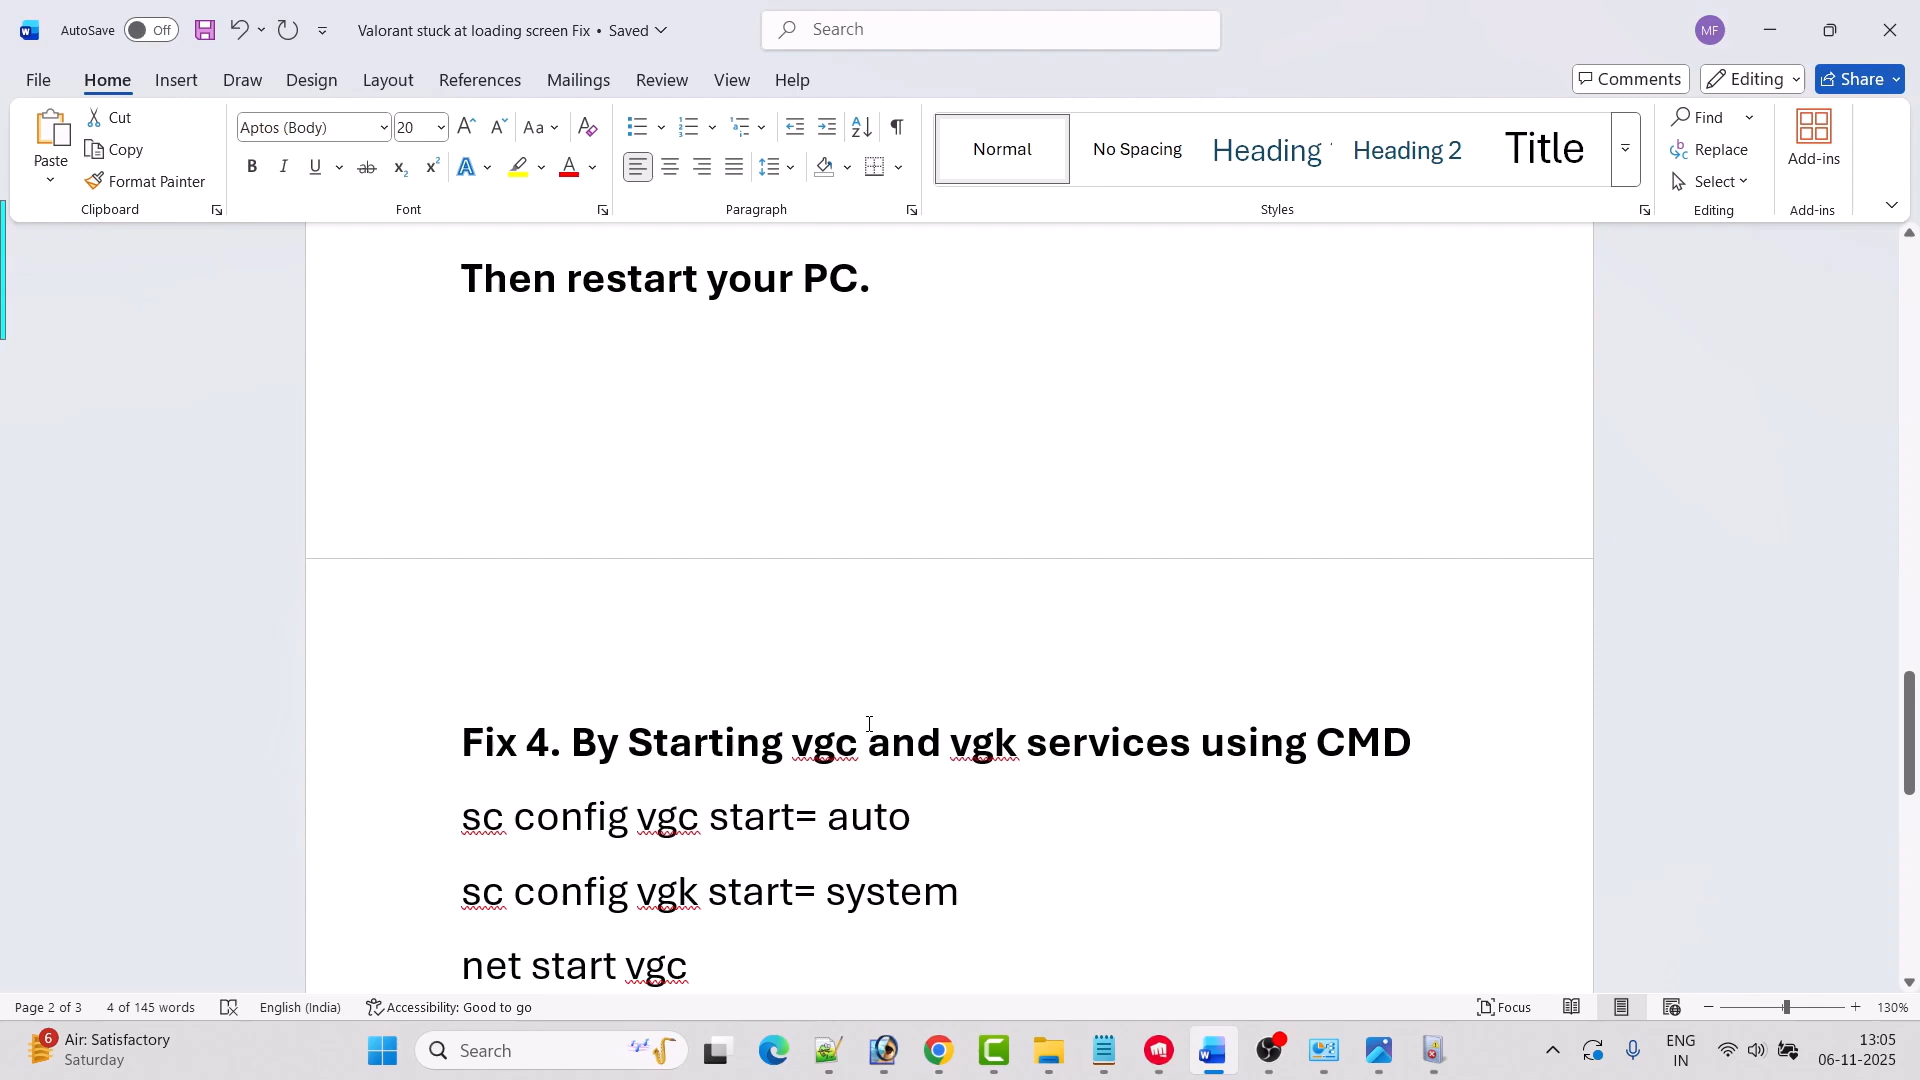 AutoSave Off
Valorant stuck at loading screen Fix • Saved
Search
MF
File Home Insert Draw Design Layout References Mailings Review View Help
Comments Editing Share
Paste
Cut
Copy
Format Painter
Clipboard
Aptos (Body) 20
Font
Paragraph
Normal
No Spacing
Heading
Heading 2
Title
Styles
Find
Replace
Select
Editing
Add-ins
Add-ins
Then restart your PC.
Fix 4. By Starting vgc and vgk services using CMD
sc config vgc start= auto
sc config vgk start= system
net start vgc
Page 2 of 3 4 of 145 words English (India) Accessibility: Good to go Focus 130%
6
Air: Satisfactory
Saturday
Search
ENG
IN
13:05
06-11-2025